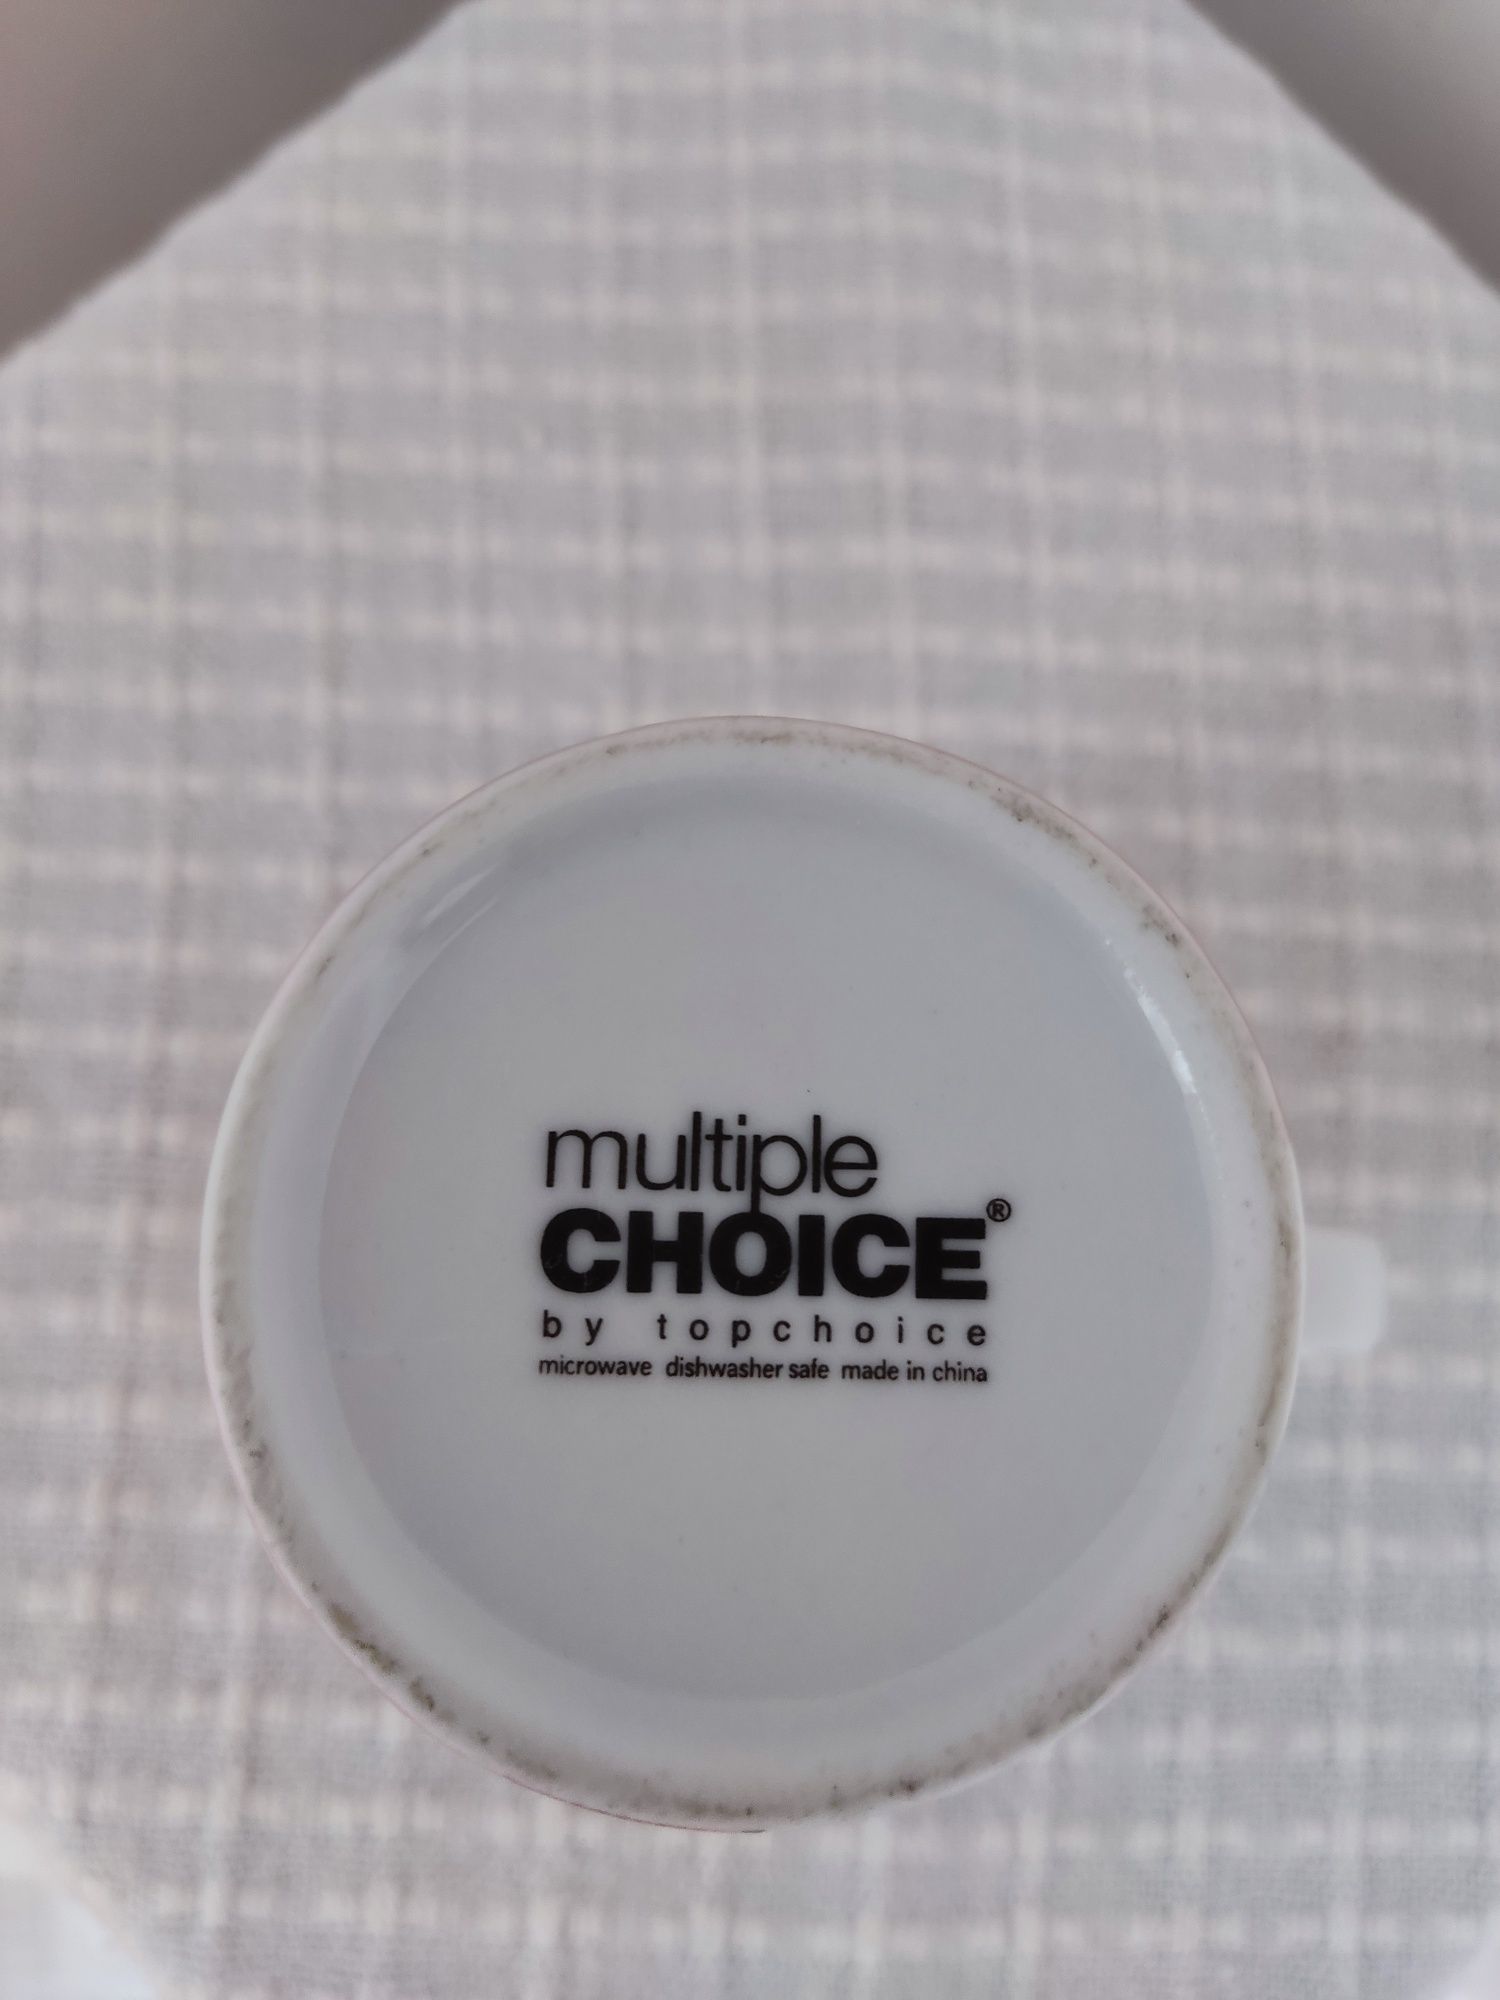 multiple
CHOICE®
by topchoice
microwave dishwasher safe made in china